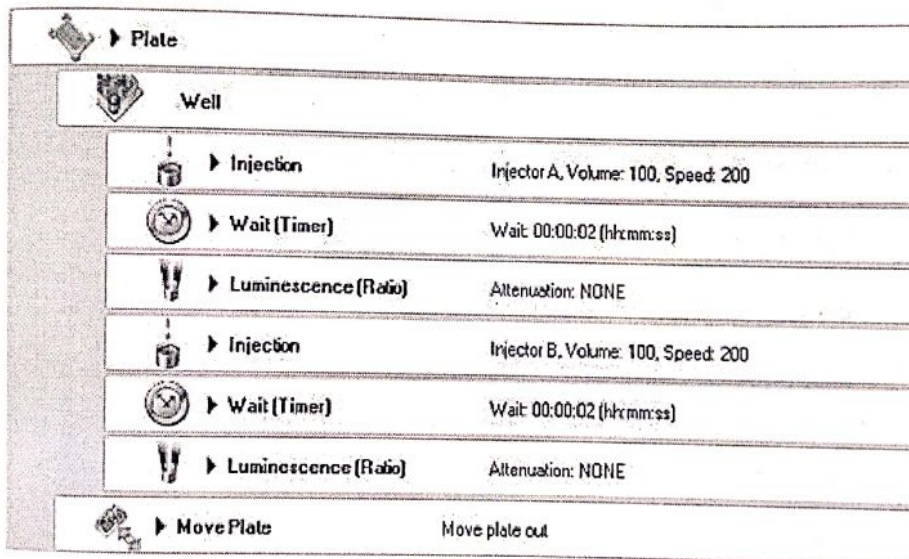 Plate
9
Well
Injection Injector A, Volume: 100, Speed: 200
Wait (Timer) Wait: 00:00:02 (hh:mm:ss)
Luminescence (Ratio) Attenuation: NONE
Injection Injector B, Volume: 100, Speed: 200
Wait (Timer) Wait: 00:00:02 (hh:mm:ss)
Luminescence (Ratio) Attenuation: NONE
Move Plate Move plate out